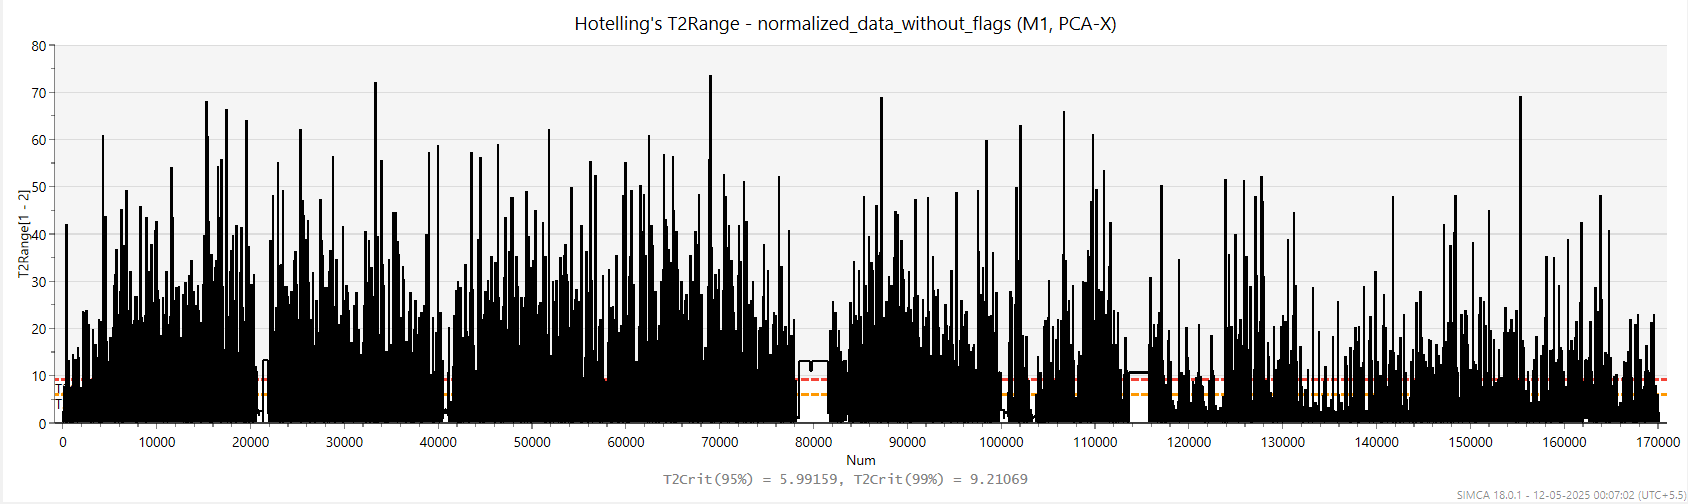 Hotelling's T2Range - normalized_data_without_flags (M1, PCA-X)
80
70
60
50
40
30
20
10
0
T2Range[1 - 2]
T
T
0 10000 20000 30000 40000 50000 60000 70000 80000 90000 100000 110000 120000 130000 140000 150000 160000 170000
Num
T2Crit(95%) = 5.99159, T2Crit(99%) = 9.21069
SIMCA 18.0.1 - 12-05-2025 00:07:02 (UTC+5.5)